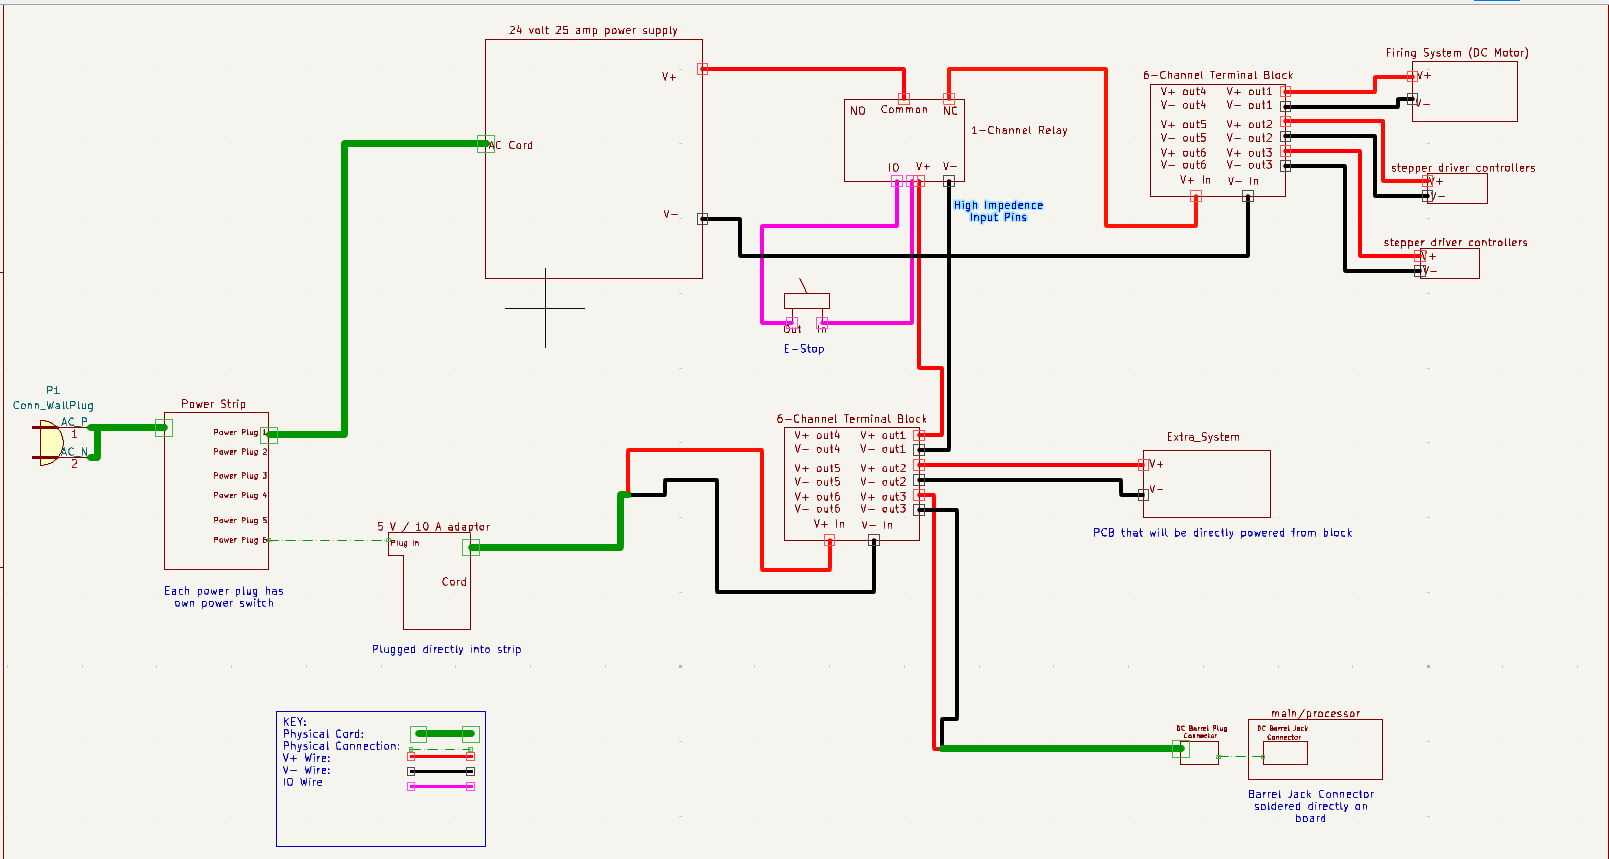 24 volt 25 amp power supply
V+
AC Cord
V-
NO
Common
NC
1-Channel Relay
IO
V+
V-
High Impedence
Input Pins
Out
In
E-Stop
6-Channel Terminal Block
V+ out4
V+ out1
V- out4
V- out1
V+ out5
V+ out2
V- out5
V- out2
V+ out6
V+ out3
V- out6
V- out3
V+ In
V- In
Firing System (DC Motor)
V+
V-
stepper driver controllers
V+
V-
stepper driver controllers
V+
V-
P1
Conn_WallPlug
AC_P
1
AC_N
2
Power Strip
Power Plug 1
Power Plug 2
Power Plug 3
Power Plug 4
Power Plug 5
Power Plug 6
Each power plug has
own power switch
5 V / 10 A adaptor
Plug in
Cord
Plugged directly into strip
6-Channel Terminal Block
V+ out4
V+ out1
V- out4
V- out1
V+ out5
V+ out2
V- out5
V- out2
V+ out6
V+ out3
V- out6
V- out3
V+ In
V- In
Extra_System
V+
V-
PCB that will be directly powered from block
KEY:
Physical Cord:
Physical Connection:
V+ Wire:
V- Wire:
IO Wire
DC Barrel Plug
Connector
main/processor
DC Barrel Jack
Connector
Barrel Jack Connector
soldered directly on
board